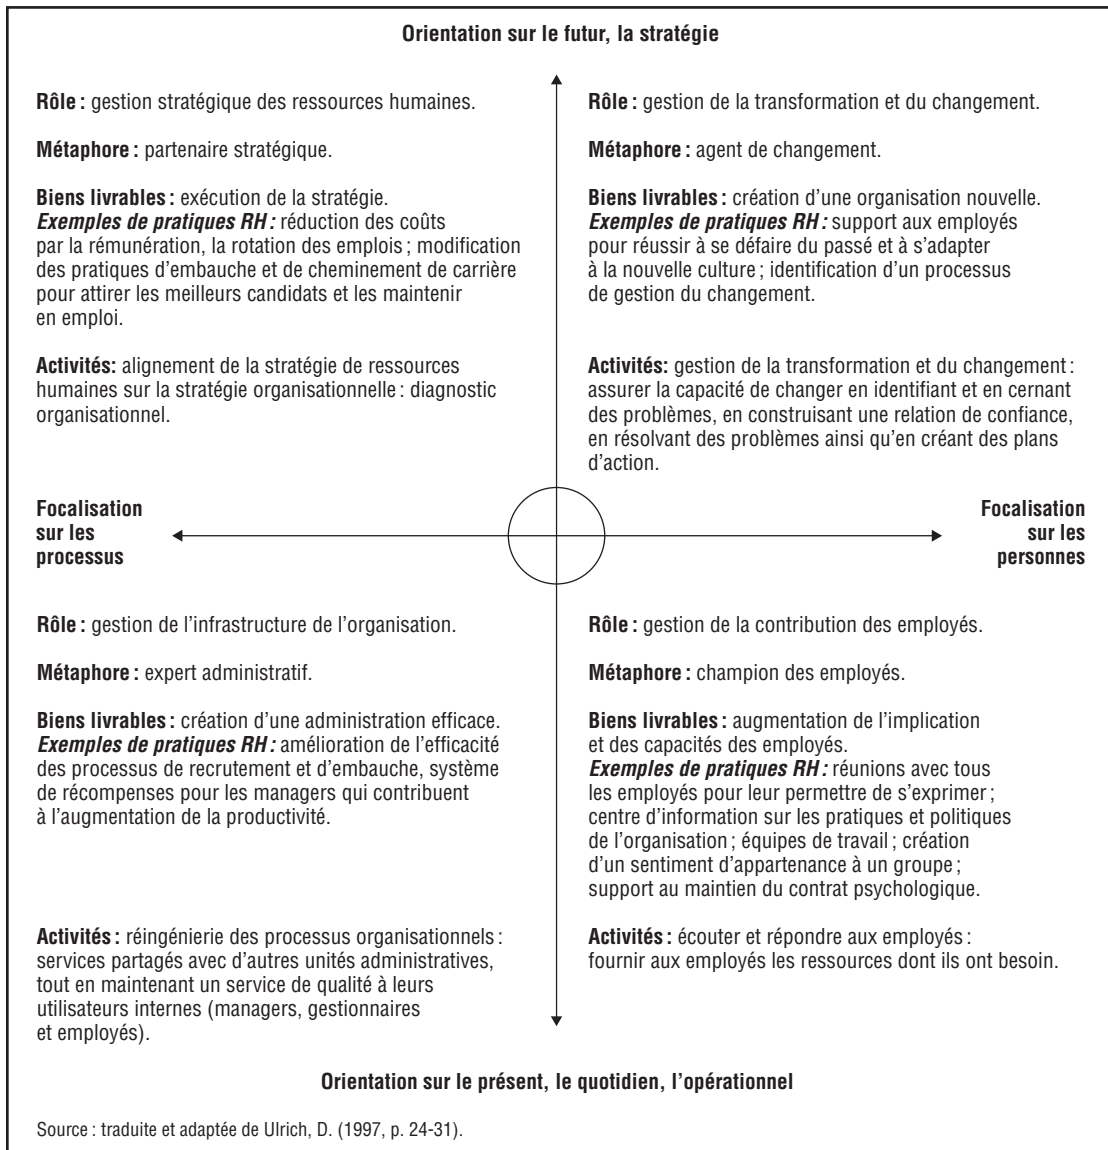 Orientation sur le futur, la stratégie
Rôle : gestion stratégique des ressources humaines.
Métaphore : partenaire stratégique.
Biens livrables : exécution de la stratégie.
Exemples de pratiques RH : réduction des coûts
par la rémunération, la rotation des emplois ; modification
des pratiques d'embauche et de cheminement de carrière
pour attirer les meilleurs candidats et les maintenir
en emploi.
Activités: alignement de la stratégie de ressources
humaines sur la stratégie organisationnelle : diagnostic
organisationnel.
Rôle : gestion de la transformation et du changement.
Métaphore : agent de changement.
Biens livrables : création d'une organisation nouvelle.
Exemples de pratiques RH : support aux employés
pour réussir à se défaire du passé et à s'adapter
à la nouvelle culture ; identification d'un processus
de gestion du changement.
Activités: gestion de la transformation et du changement :
assurer la capacité de changer en identifiant et en cernant
des problèmes, en construisant une relation de confiance,
en résolvant des problèmes ainsi qu'en créant des plans
d'action.
Focalisation
sur les
processus
Focalisation
sur les
personnes
Rôle : gestion de l'infrastructure de l'organisation.
Métaphore : expert administratif.
Biens livrables : création d'une administration efficace.
Exemples de pratiques RH : amélioration de l'efficacité
des processus de recrutement et d'embauche, système
de récompenses pour les managers qui contribuent
à l'augmentation de la productivité.
Activités : réingénierie des processus organisationnels :
services partagés avec d'autres unités administratives,
tout en maintenant un service de qualité à leurs
utilisateurs internes (managers, gestionnaires
et employés).
Rôle : gestion de la contribution des employés.
Métaphore : champion des employés.
Biens livrables : augmentation de l'implication
et des capacités des employés.
Exemples de pratiques RH : réunions avec tous
les employés pour leur permettre de s'exprimer ;
centre d'information sur les pratiques et politiques
de l'organisation ; équipes de travail ; création
d'un sentiment d'appartenance à un groupe ;
support au maintien du contrat psychologique.
Activités : écouter et répondre aux employés :
fournir aux employés les ressources dont ils ont besoin.
Orientation sur le présent, le quotidien, l'opérationnel
Source : traduite et adaptée de Ulrich, D. (1997, p. 24-31).